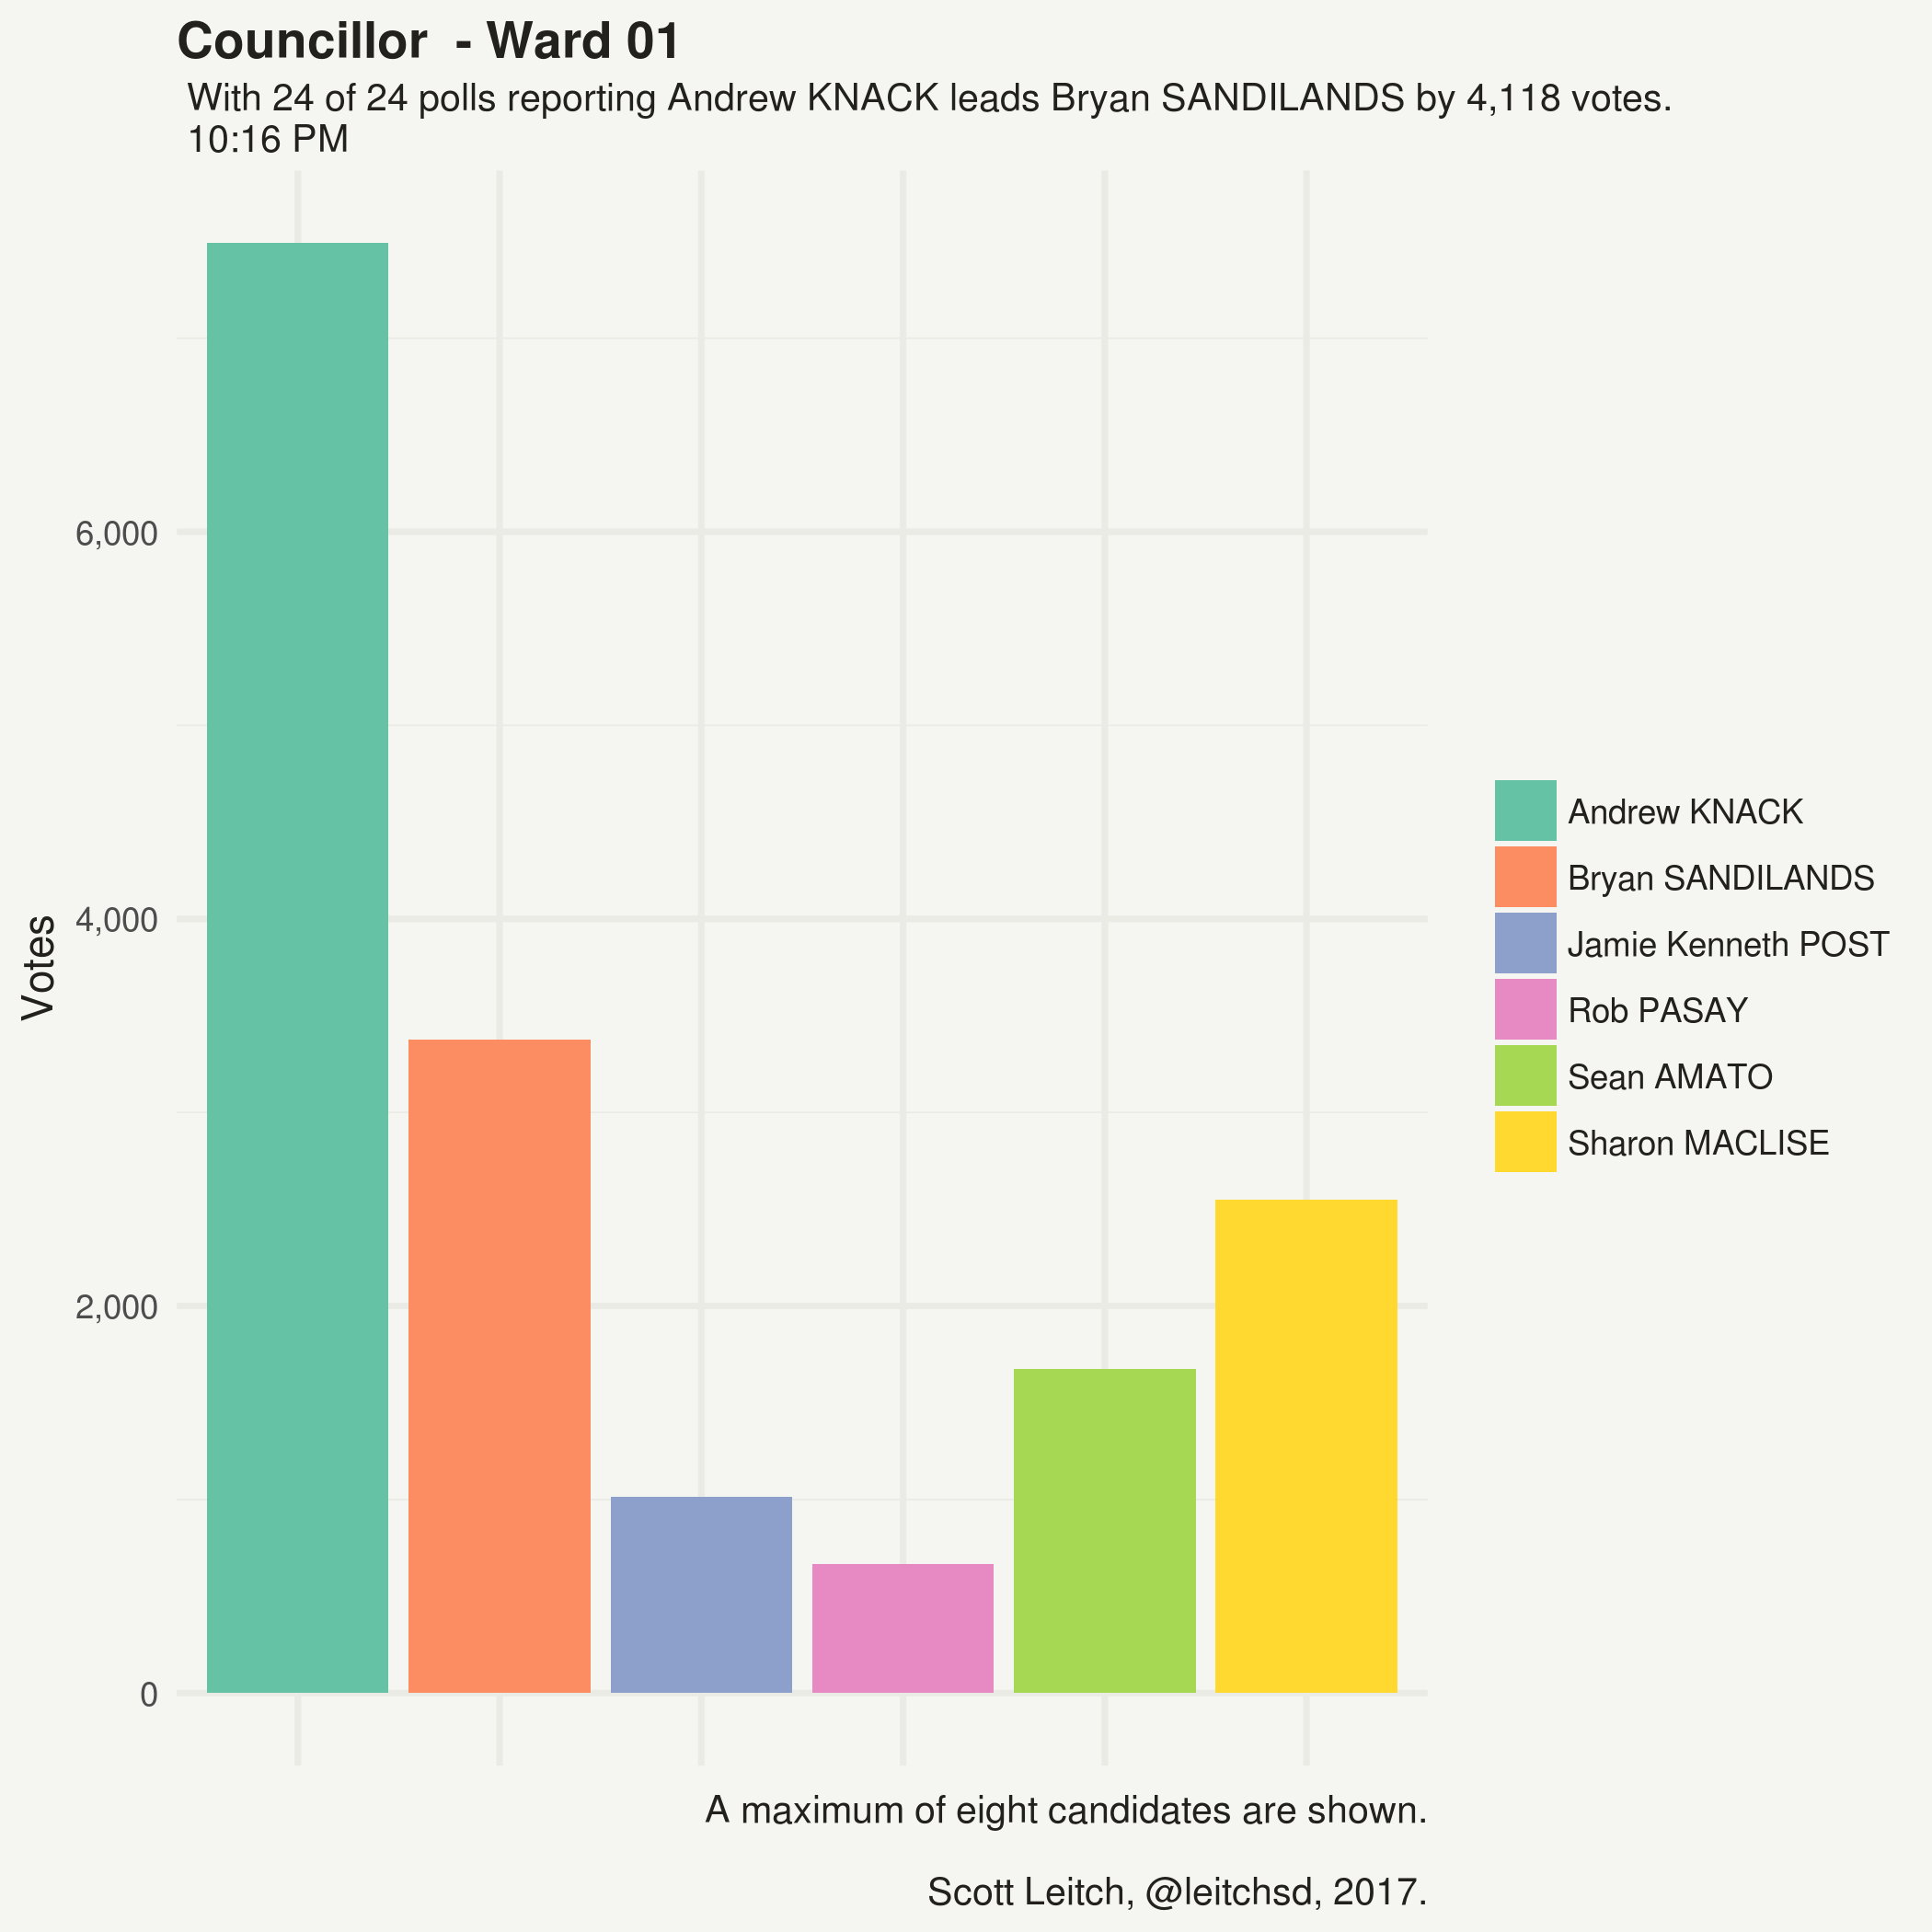 Councillor  - Ward 01
With 24 of 24 polls reporting Andrew KNACK leads Bryan SANDILANDS by 4,118 votes.
10:16 PM
Votes
6,000
4,000
2,000
0
Andrew KNACK
Bryan SANDILANDS
Jamie Kenneth POST
Rob PASAY
Sean AMATO
Sharon MACLISE
A maximum of eight candidates are shown.
Scott Leitch, @leitchsd, 2017.